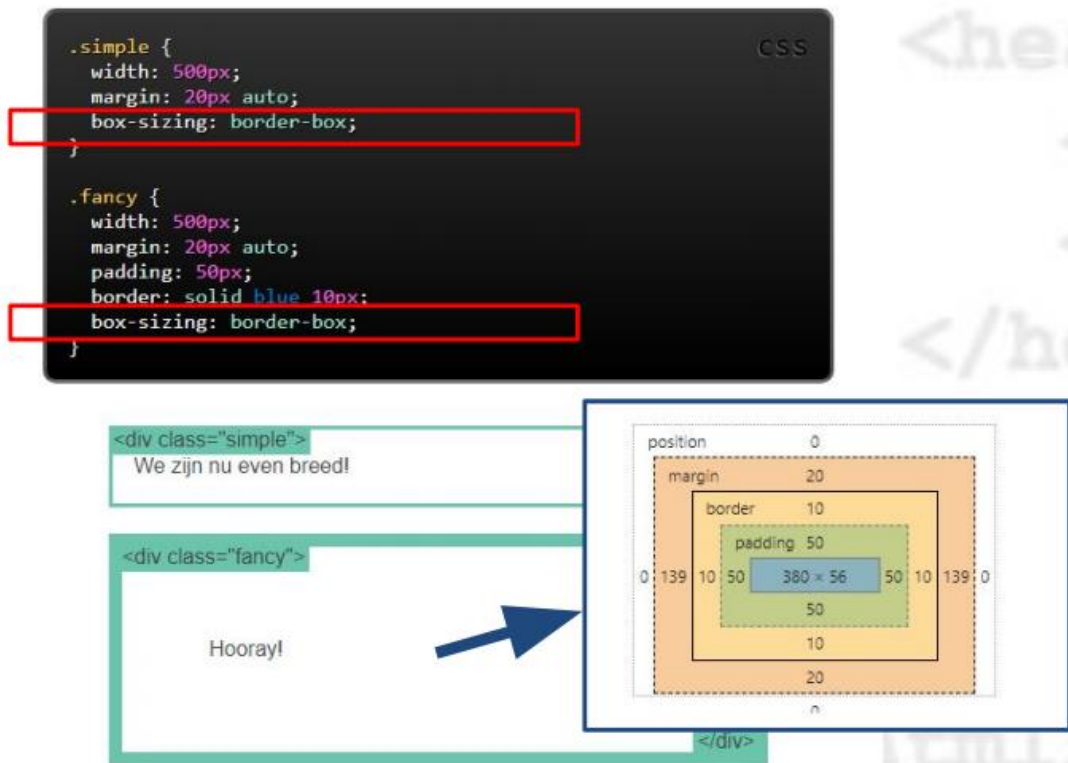 .simple {
CSS
width: 500px;
margin: 20px auto;
box-sizing: border-box;
}
.fancy {
width: 500px;
margin: 20px auto;
padding: 50px;
border: solid blue 10px;
box-sizing: border-box;
}
<he
</he
<div class="simple">
We zijn nu even breed!
<div class="fancy">
Hooray!
</div>
position 0
margin 20
border 10
padding 50
0 139 10 50 380 × 56 50 10 139 0
50
10
20